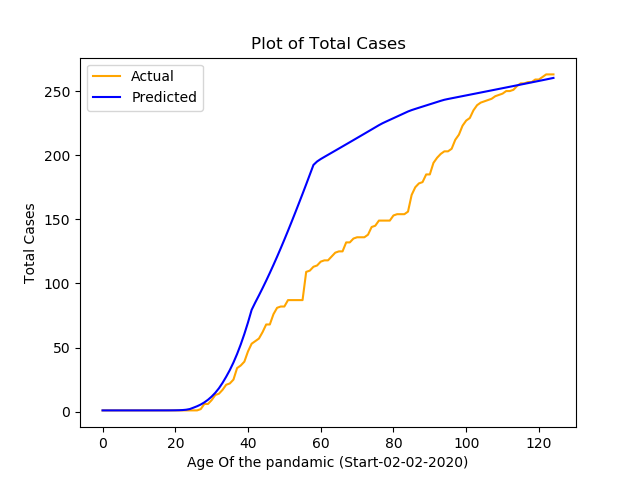 Plot of Total Cases
Actual
Predicted
250
200
150
100
50
0
Total Cases
0 20 40 60 80 100 120
Age Of the pandamic (Start-02-02-2020)